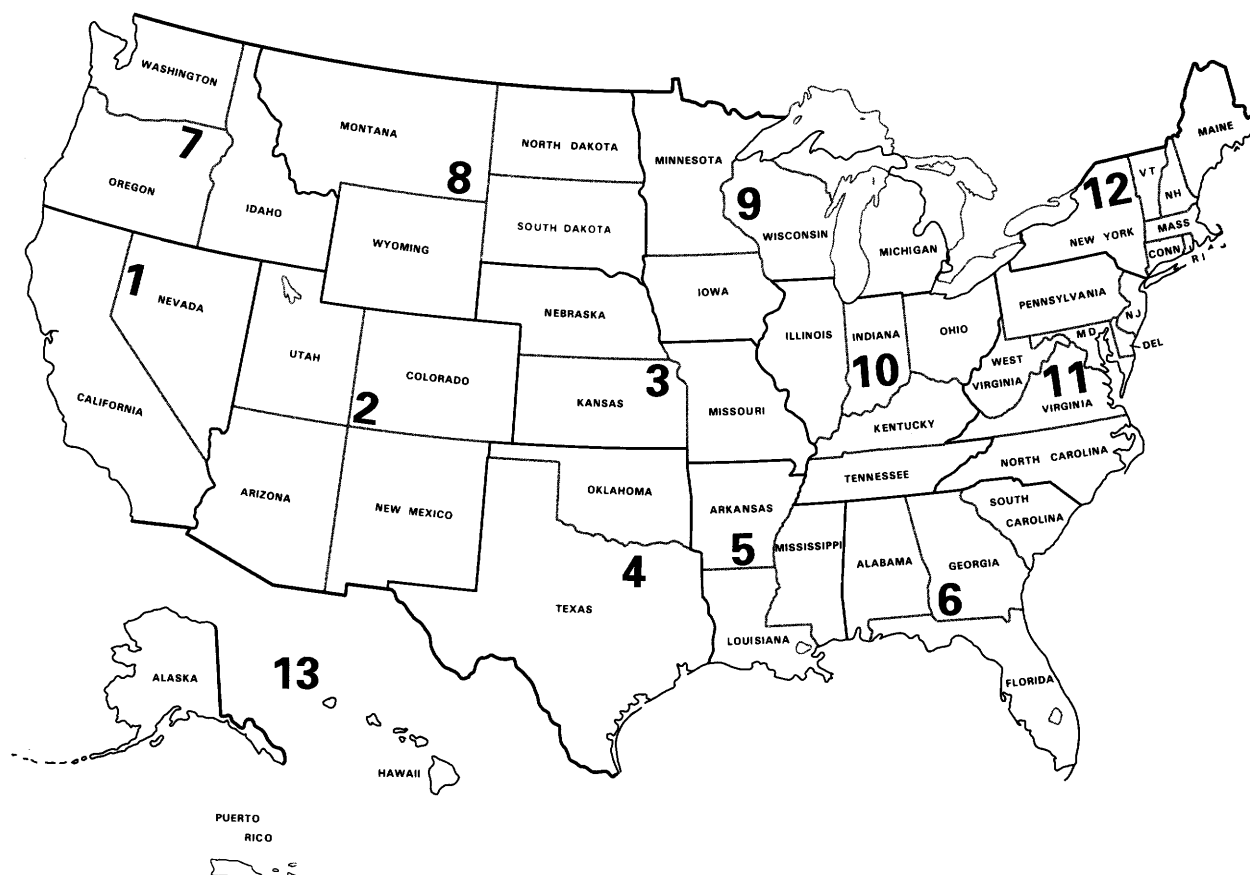 WASHINGTON
MAINE
MONTANA
NORTH DAKOTA
MINNESOTA
7
8
VT
OREGON
IDAHO
9
12
NH
SOUTH DAKOTA
WISCONSIN
MICHIGAN
NEW YORK
MASS
WYOMING
CONN
RI
1
NEVADA
IOWA
PENNSYLVANIA
NEBRASKA
ILLINOIS
INDIANA
OHIO
NJ
MD
DEL
UTAH
COLORADO
3
10
WEST
VIRGINIA
11
VIRGINIA
CALIFORNIA
2
KANSAS
MISSOURI
KENTUCKY
NORTH CAROLINA
TENNESSEE
ARIZONA
NEW MEXICO
OKLAHOMA
ARKANSAS
SOUTH
CAROLINA
5
MISSISSIPPI
ALABAMA
GEORGIA
4
6
TEXAS
LOUISIANA
FLORIDA
ALASKA
13
HAWAII
PUERTO
RICO